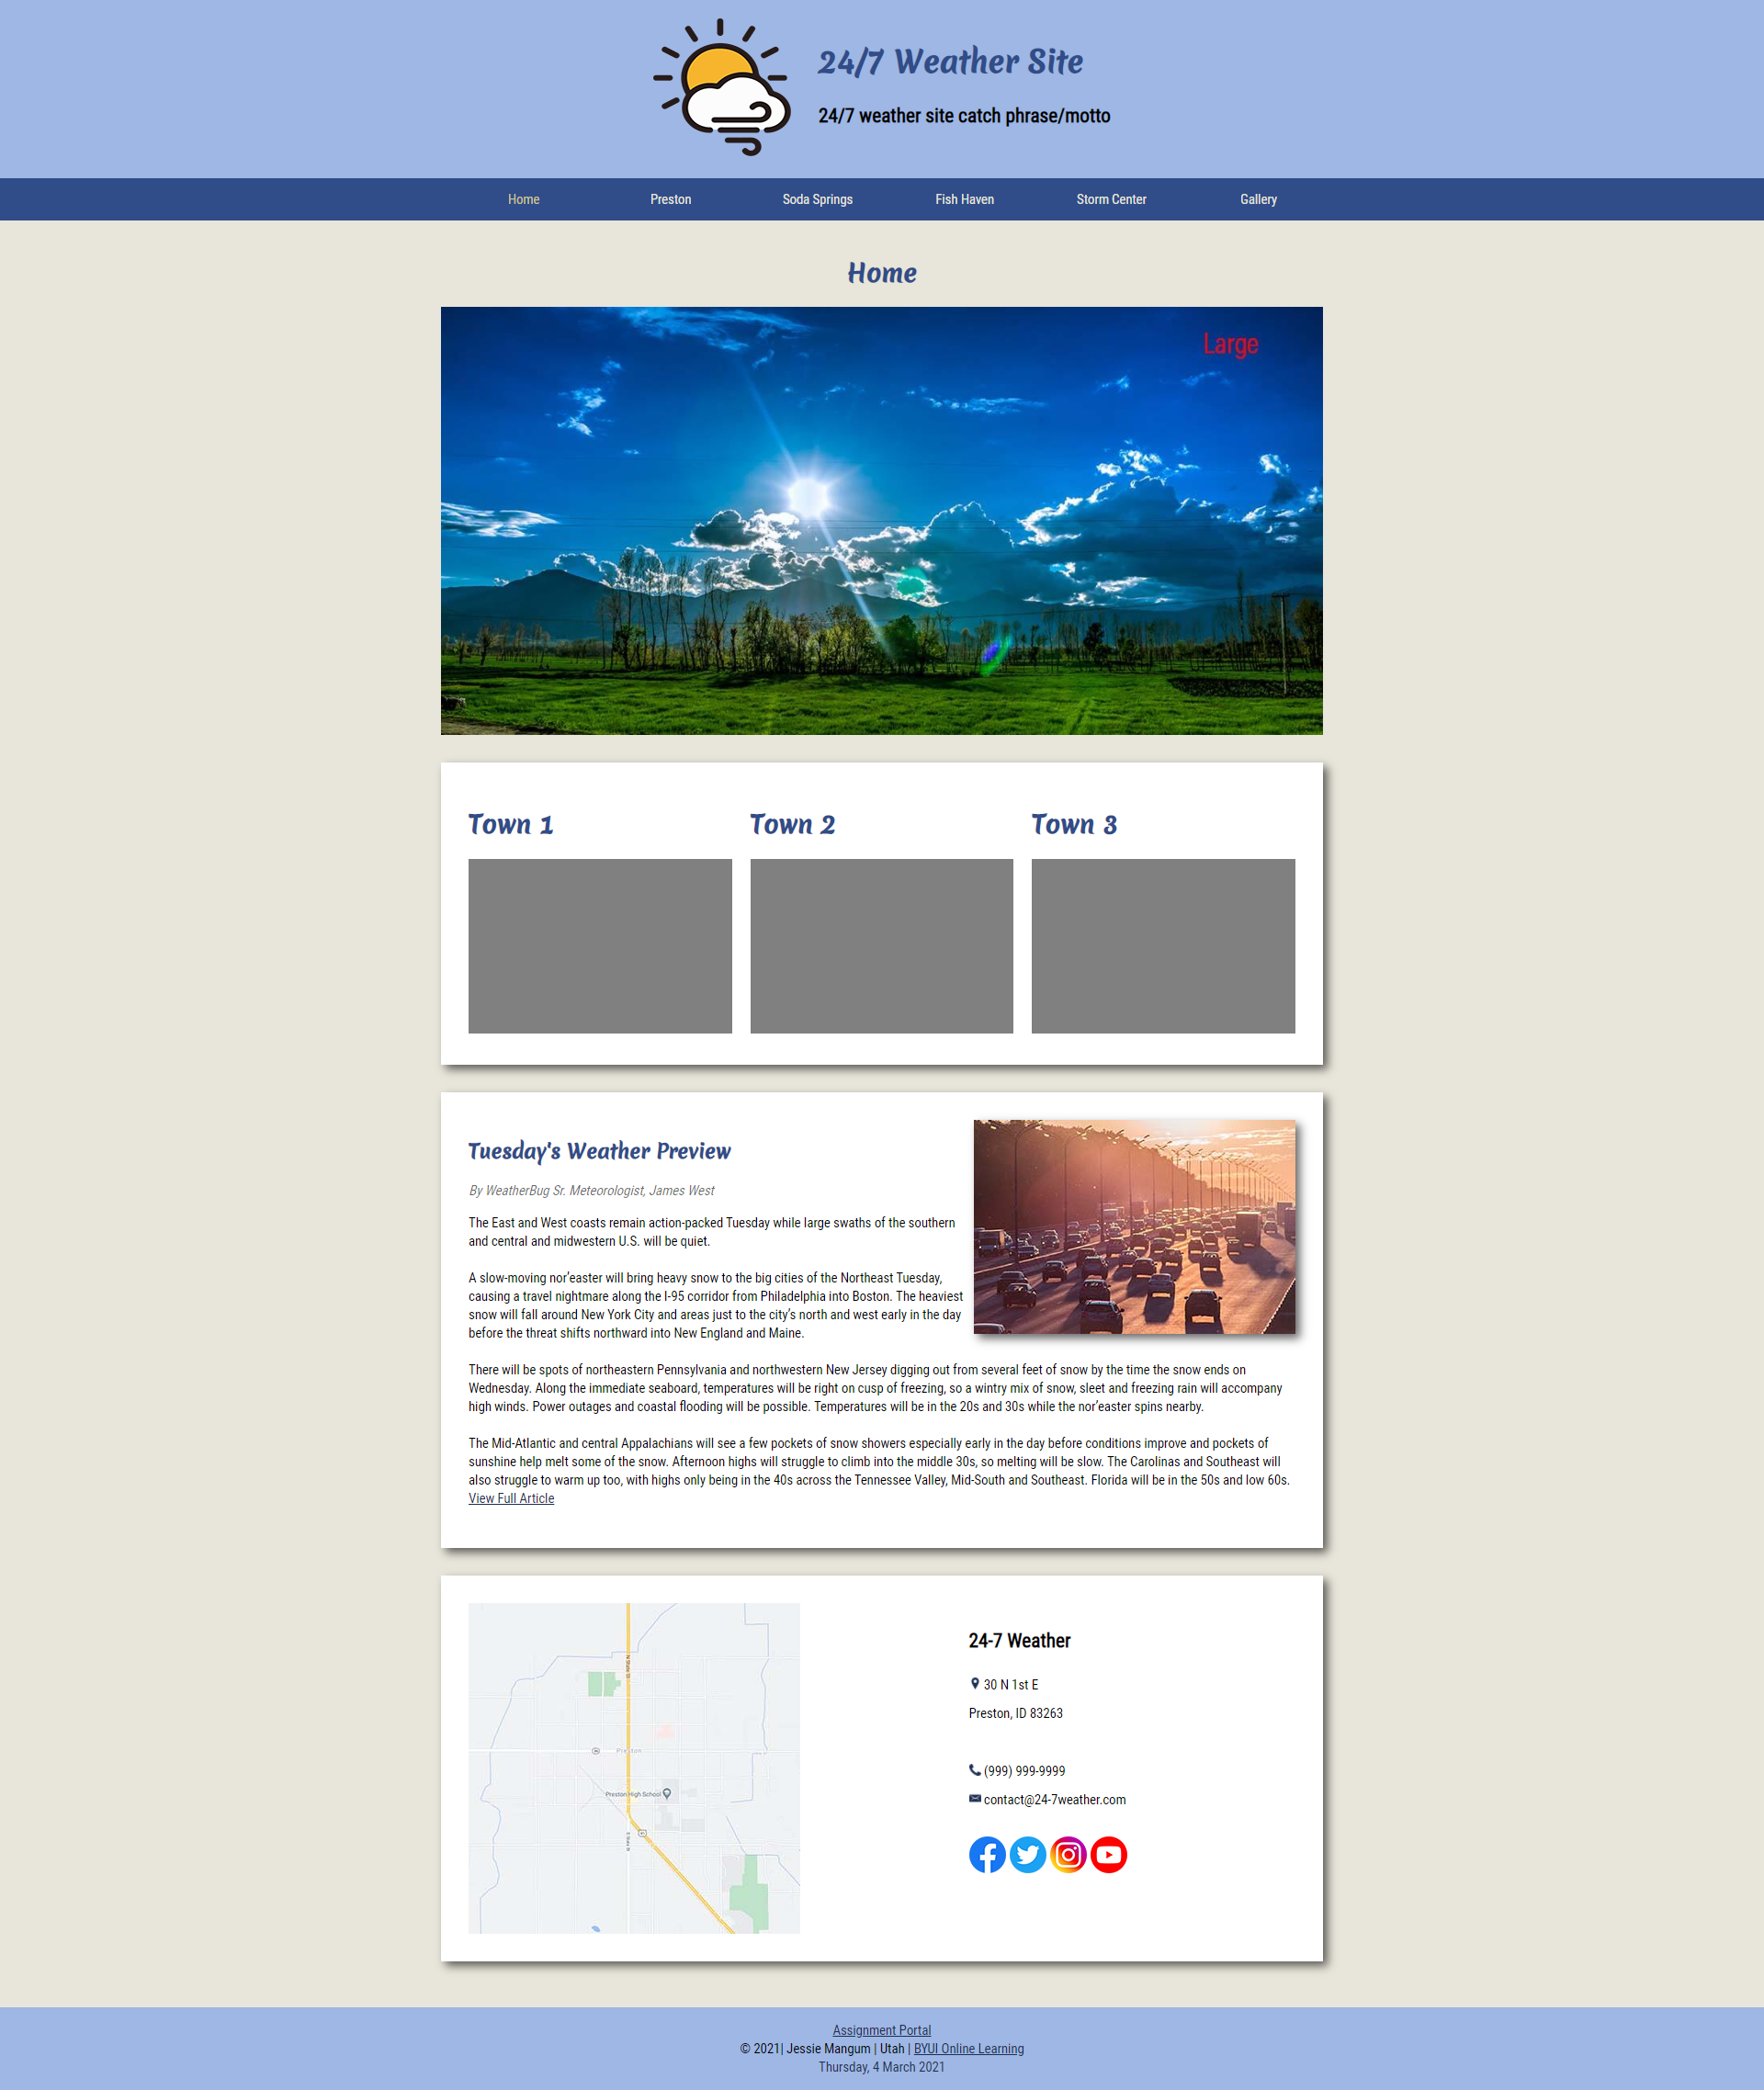 24/7 Weather Site
24/7 weather site catch phrase/motto
Home
Preston
Soda Springs
Fish Haven
Storm Center
Gallery
Home
Large
Town 1
Town 2
Town 3
Tuesday's Weather Preview
By WeatherBug Sr. Meteorologist, James West
The East and West coasts remain action-packed Tuesday while large swaths of the southern
and central and midwestern U.S. will be quiet.
A slow-moving nor’easter will bring heavy snow to the big cities of the Northeast Tuesday,
causing a travel nightmare along the I-95 corridor from Philadelphia into Boston. The heaviest
snow will fall around New York City and areas just to the city’s north and west early in the day
before the threat shifts northward into New England and Maine.
There will be spots of northeastern Pennsylvania and northwestern New Jersey digging out from several feet of snow by the time the snow ends on
Wednesday. Along the immediate seaboard, temperatures will be right on cusp of freezing, so a wintry mix of snow, sleet and freezing rain will accompany
high winds. Power outages and coastal flooding will be possible. Temperatures will be in the 20s and 30s while the nor’easter spins nearby.
The Mid-Atlantic and central Appalachians will see a few pockets of snow showers especially early in the day before conditions improve and pockets of
sunshine help melt some of the snow. Afternoon highs will struggle to climb into the middle 30s, so melting will be slow. The Carolinas and Southeast will
also struggle to warm up too, with highs only being in the 40s across the Tennessee Valley, Mid-South and Southeast. Florida will be in the 50s and low 60s.
View Full Article
N State St
Preston
Preston High School
24-7 Weather
30 N 1st E
Preston, ID 83263
(999) 999-9999
contact@24-7weather.com
Assignment Portal
© 2021| Jessie Mangum | Utah | BYUI Online Learning
Thursday, 4 March 2021